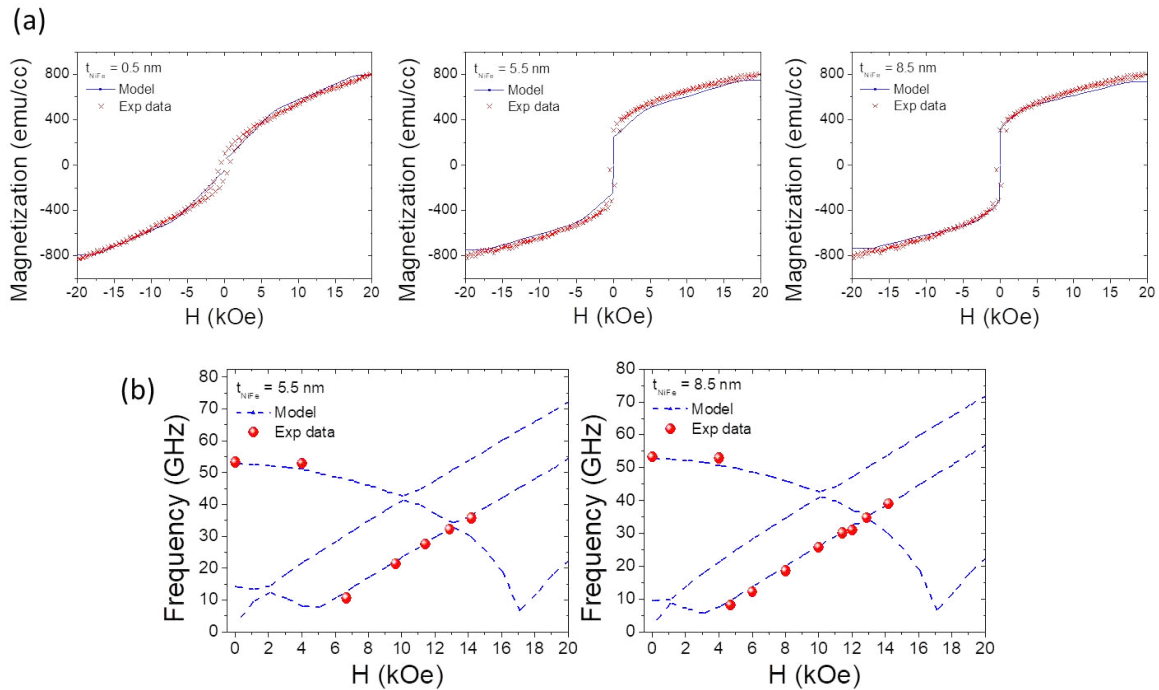 (a)
t_NiFe = 0.5 nm
Model
Exp data
Magnetization (emu/cc)
800
400
0
-400
-800
-20 -15 -10 -5 0 5 10 15 20
H (kOe)
t_NiFe = 5.5 nm
Model
Exp data
Magnetization (emu/cc)
800
400
0
-400
-800
-20 -15 -10 -5 0 5 10 15 20
H (kOe)
t_NiFe = 8.5 nm
Model
Exp data
Magnetization (emu/cc)
800
400
0
-400
-800
-20 -15 -10 -5 0 5 10 15 20
H (kOe)
(b)
t_NiFe = 5.5 nm
Model
Exp data
Frequency (GHz)
80
70
60
50
40
30
20
10
0
0 2 4 6 8 10 12 14 16 18 20
H (kOe)
t_NiFe = 8.5 nm
Model
Exp data
Frequency (GHz)
80
70
60
50
40
30
20
10
0
0 2 4 6 8 10 12 14 16 18 20
H (kOe)